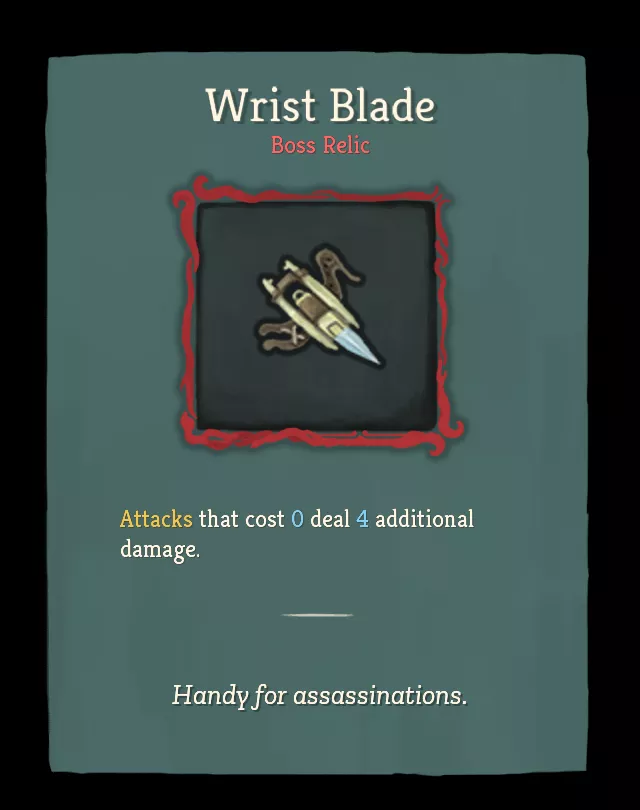 Wrist Blade
Boss Relic
Attacks that cost 0 deal 4 additional
damage.
Handy for assassinations.